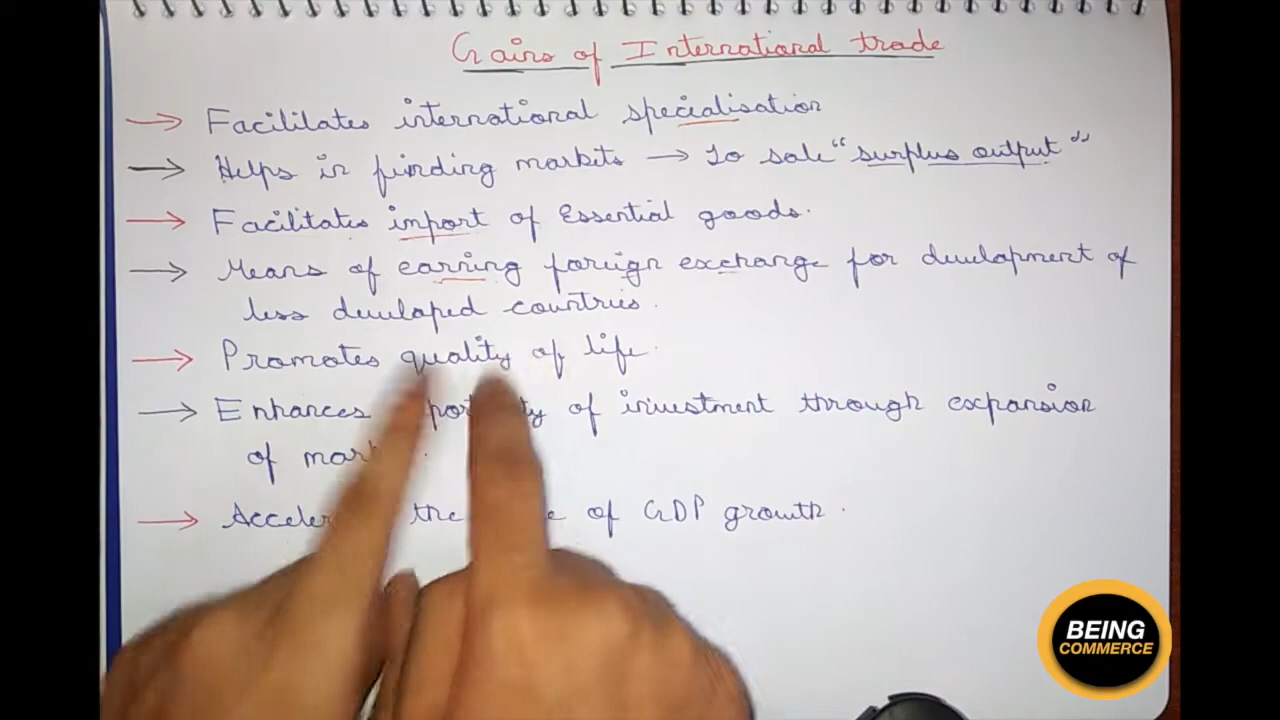 Gains of International trade
→ Facilitates international specialisation
→ Helps in finding markets → To sale "surplus output"
→ Facilitates import of Essential goods.
→ Means of earning foreign exchange for development of
less developed countries.
→ Promotes quality of life.
→ Enhances of investment through expansion
of
→ the of GDP growth.
BEING
COMMERCE